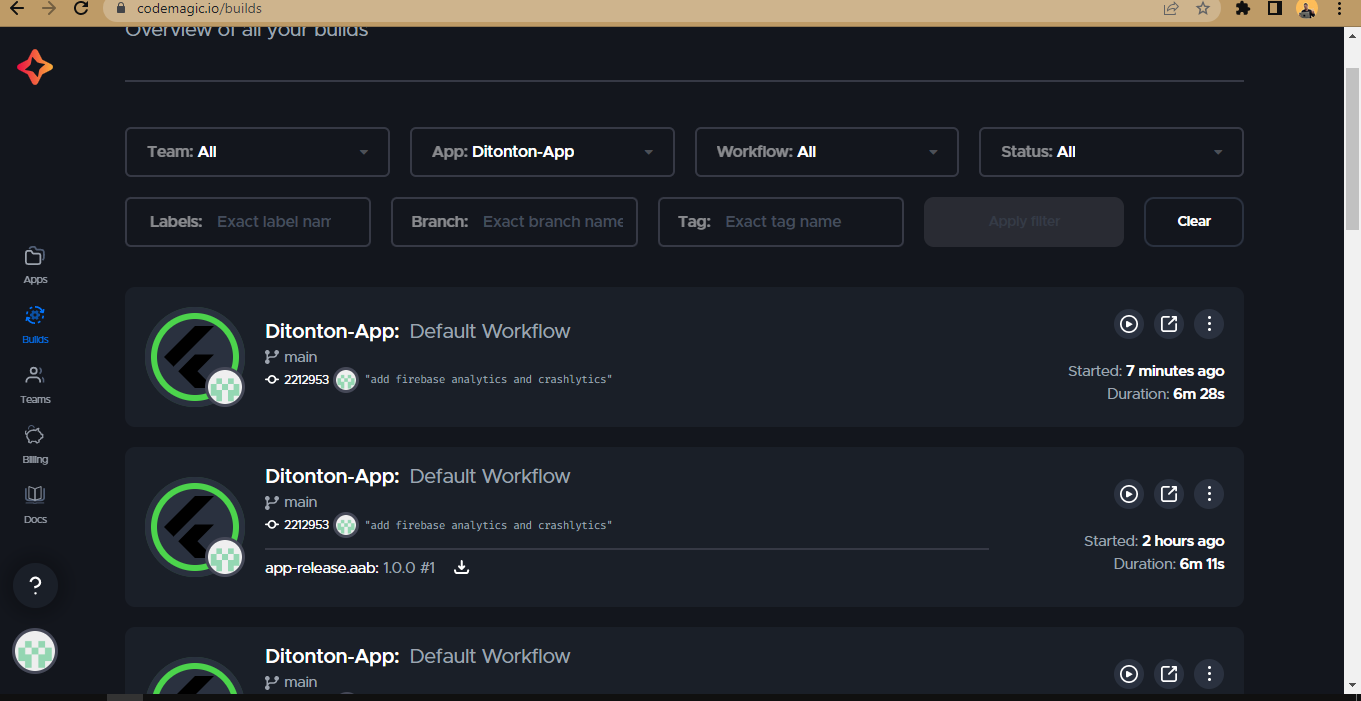 codemagic.io/builds
Overview of all your builds
Team: All
App: Ditonton-App
Workflow: All
Status: All
Labels: Exact label nam
Branch: Exact branch name
Tag: Exact tag name
Apply filter
Clear
Apps
Builds
Teams
Billing
Docs
?
Ditonton-App: Default Workflow
main
2212953 "add firebase analytics and crashlytics"
Started: 7 minutes ago
Duration: 6m 28s
Ditonton-App: Default Workflow
main
2212953 "add firebase analytics and crashlytics"
app-release.aab: 1.0.0 #1
Started: 2 hours ago
Duration: 6m 11s
Ditonton-App: Default Workflow
main